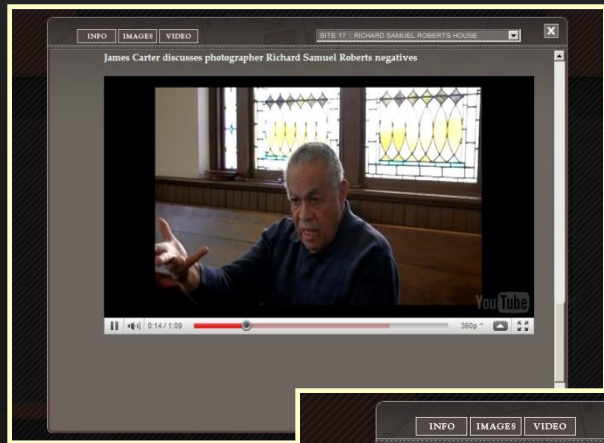 INFO IMAGES VIDEO SITE 17 :: RICHARD SAMUEL ROBERTS HOUSE X
James Carter discusses photographer Richard Samuel Roberts negatives
YouTube
0:14 / 1:09 360p
INFO IMAGES VIDEO